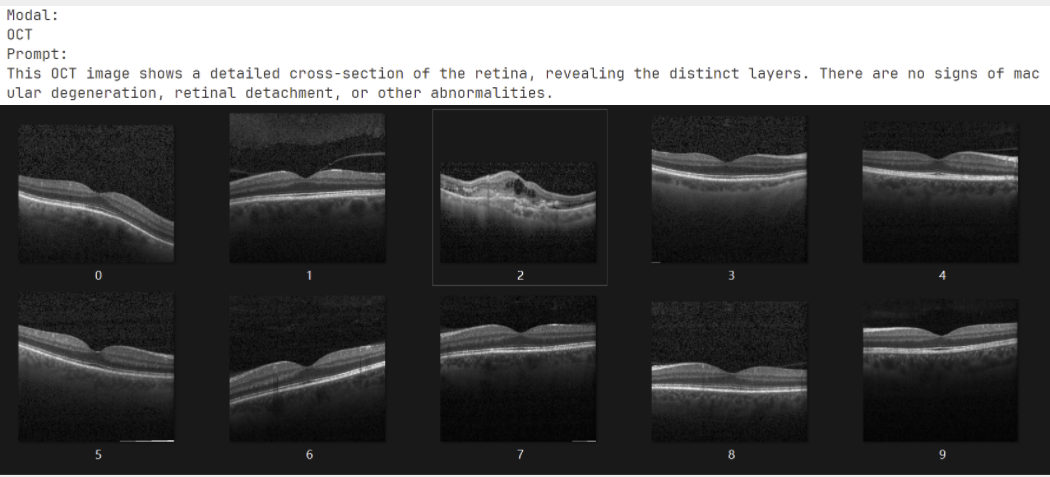 Modal:
OCT
Prompt:
This OCT image shows a detailed cross-section of the retina, revealing the distinct layers. There are no signs of mac
ular degeneration, retinal detachment, or other abnormalities.
0 1 2 3 4
5 6 7 8 9